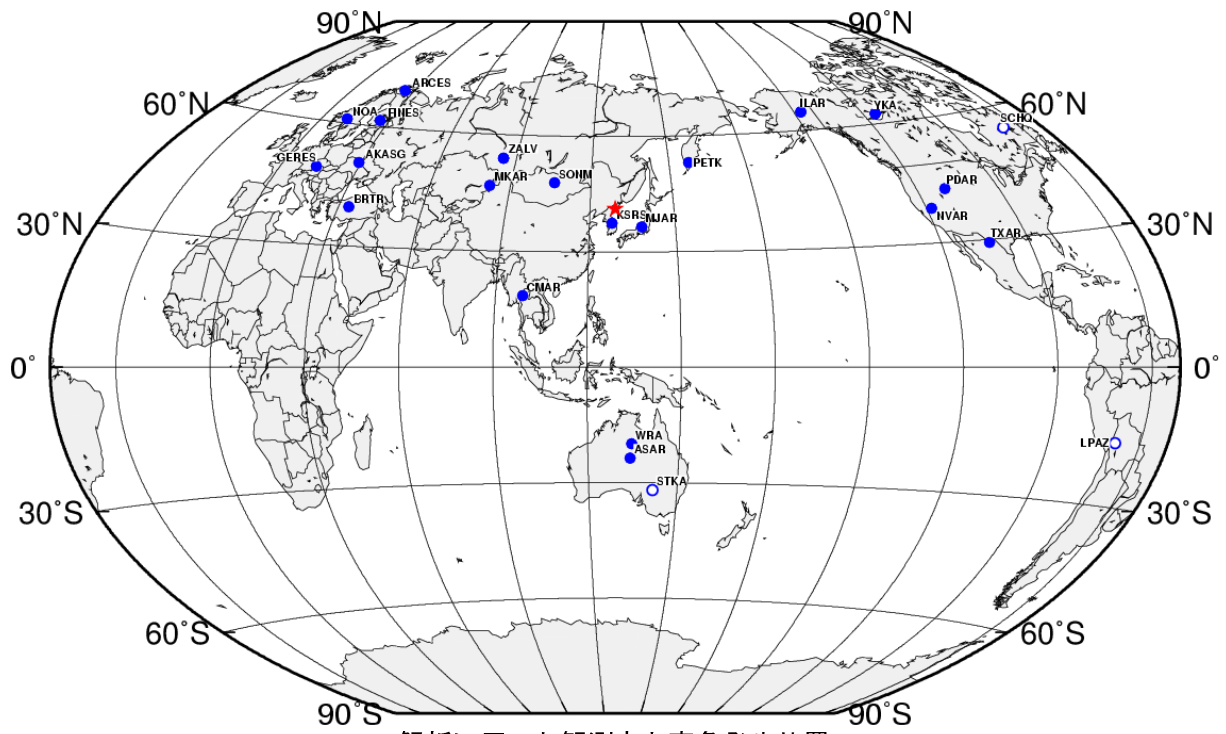 90°N 90°N
60°N 60°N
ARCES
ILAR
YKA
SCHQ
NOA
FINES
GERES
AKASG
ZALV
PETK
MKAR
SONM
PDAR
BRTR
30°N 30°N
KSRS
MJAR
NVAR
TXAR
CMAR
0° 0°
WRA
ASAR
LPAZ
STKA
30°S 30°S
60°S 60°S
90°S 90°S